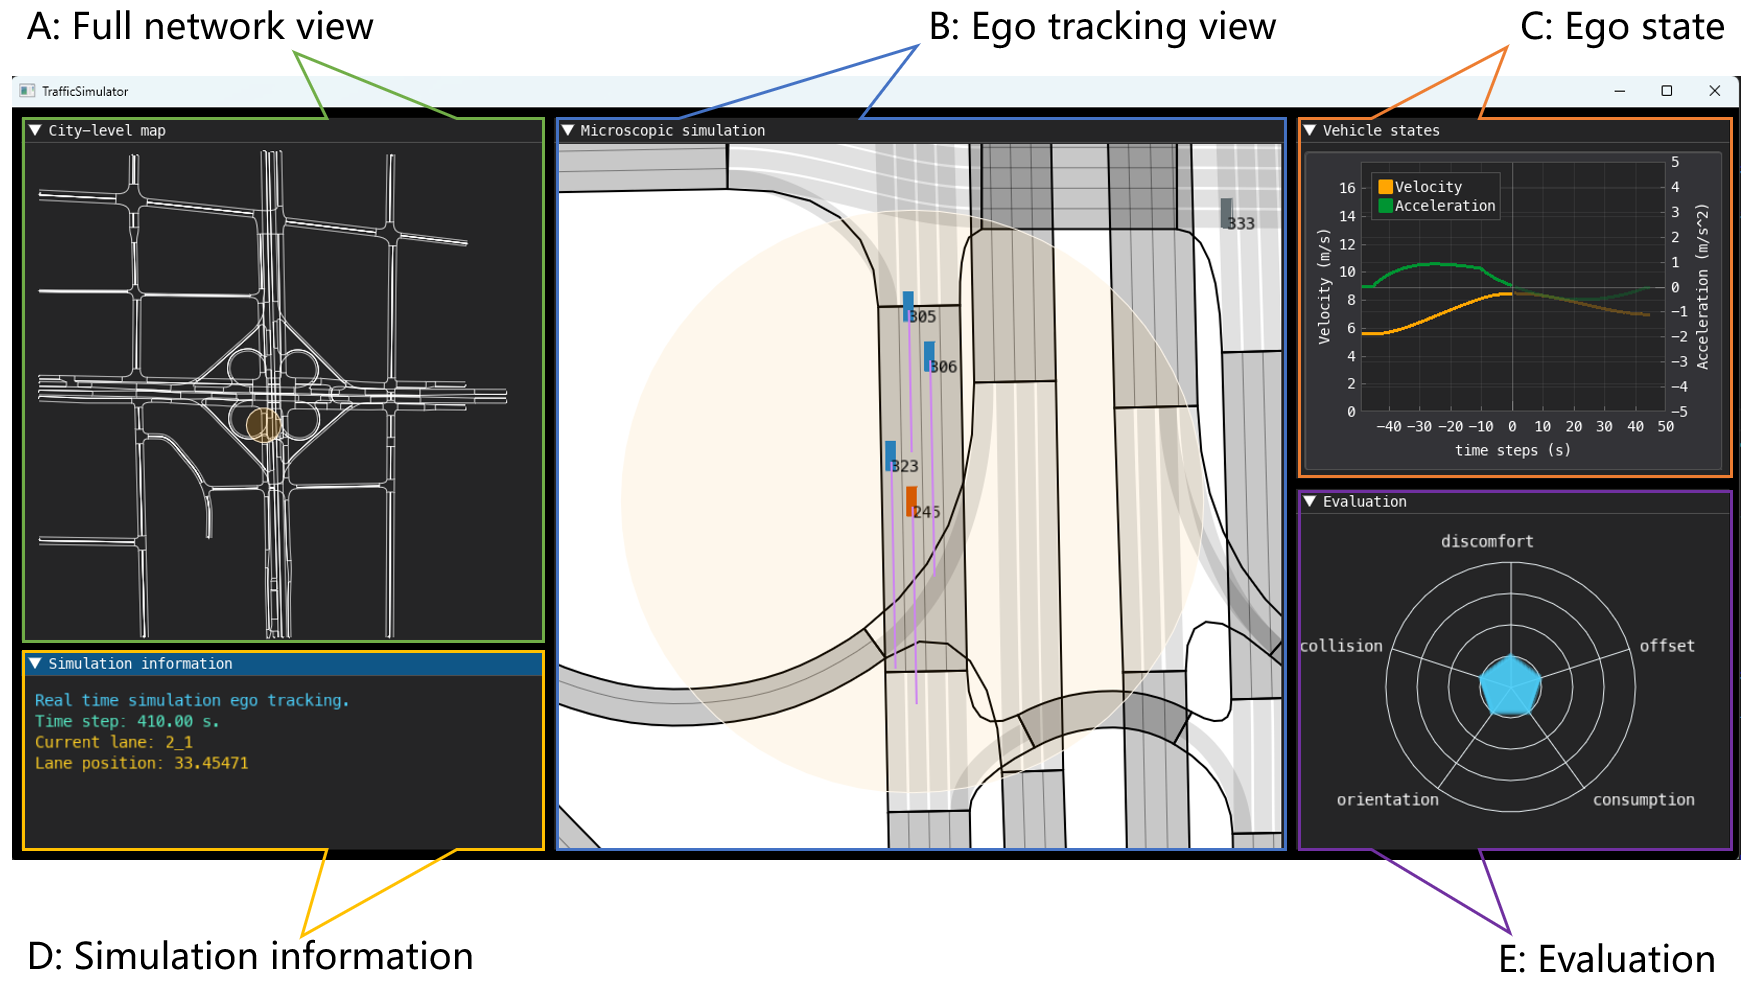 A: Full network view
B: Ego tracking view
C: Ego state
TrafficSimulator
City-level map
Microscopic simulation
333
305
306
323
245
Vehicle states
Velocity
Acceleration
16
14
12
10
8
6
4
2
0
Velocity (m/s)
5
4
3
2
1
0
−1
−2
−3
−4
−5
Acceleration (m/s^2)
−40 −30 −20 −10 0 10 20 30 40 50
time steps (s)
Simulation information
Real time simulation ego tracking.
Time step: 410.00 s.
Current lane: 2_1
Lane position: 33.45471
Evaluation
discomfort
collision
offset
orientation
consumption
D: Simulation information
E: Evaluation